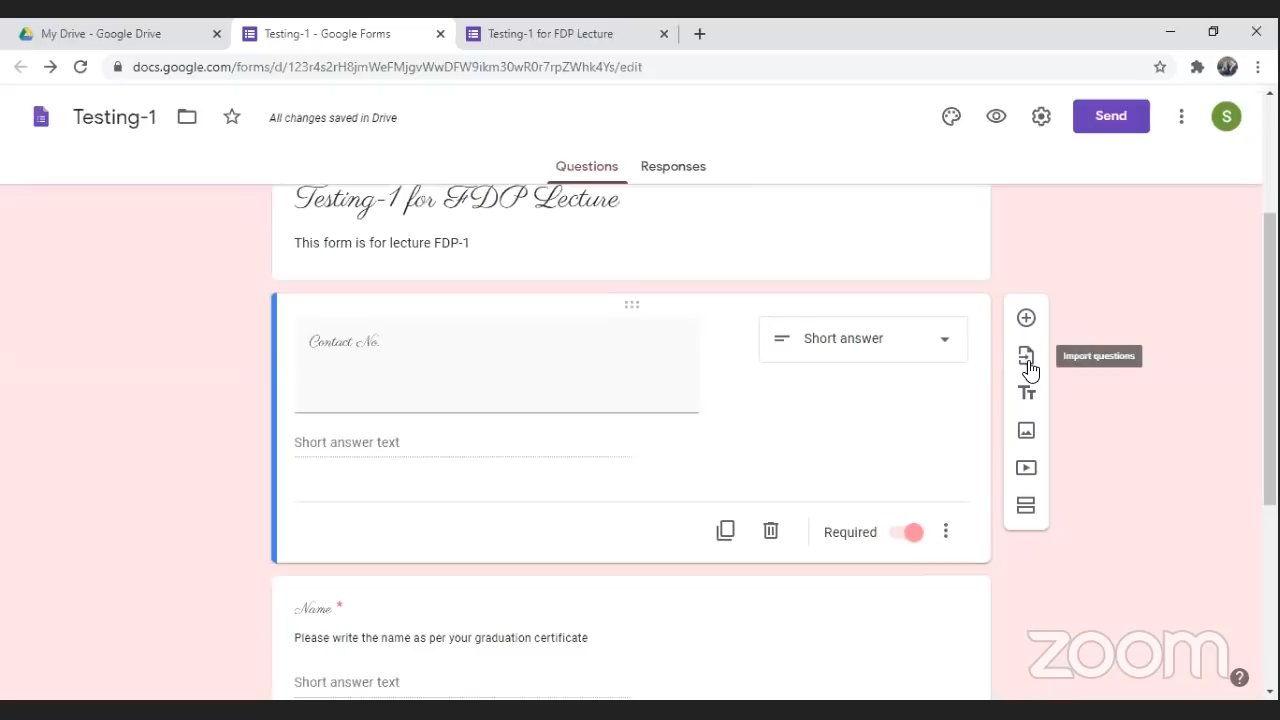 My Drive - Google Drive
Testing-1 - Google Forms
Testing-1 for FDP Lecture
docs.google.com/forms/d/123r4s2rH8jmWeFMjgvWwDFW9ikm30wR0r7rpZWhk4Ys/edit
Testing-1
All changes saved in Drive
Send
S
Questions
Responses
Testing-1 for FDP Lecture
This form is for lecture FDP-1
Contact No.
Short answer
Import questions
Tт
Short answer text
Required
Name *
Please write the name as per your graduation certificate
Short answer text
zoom
?